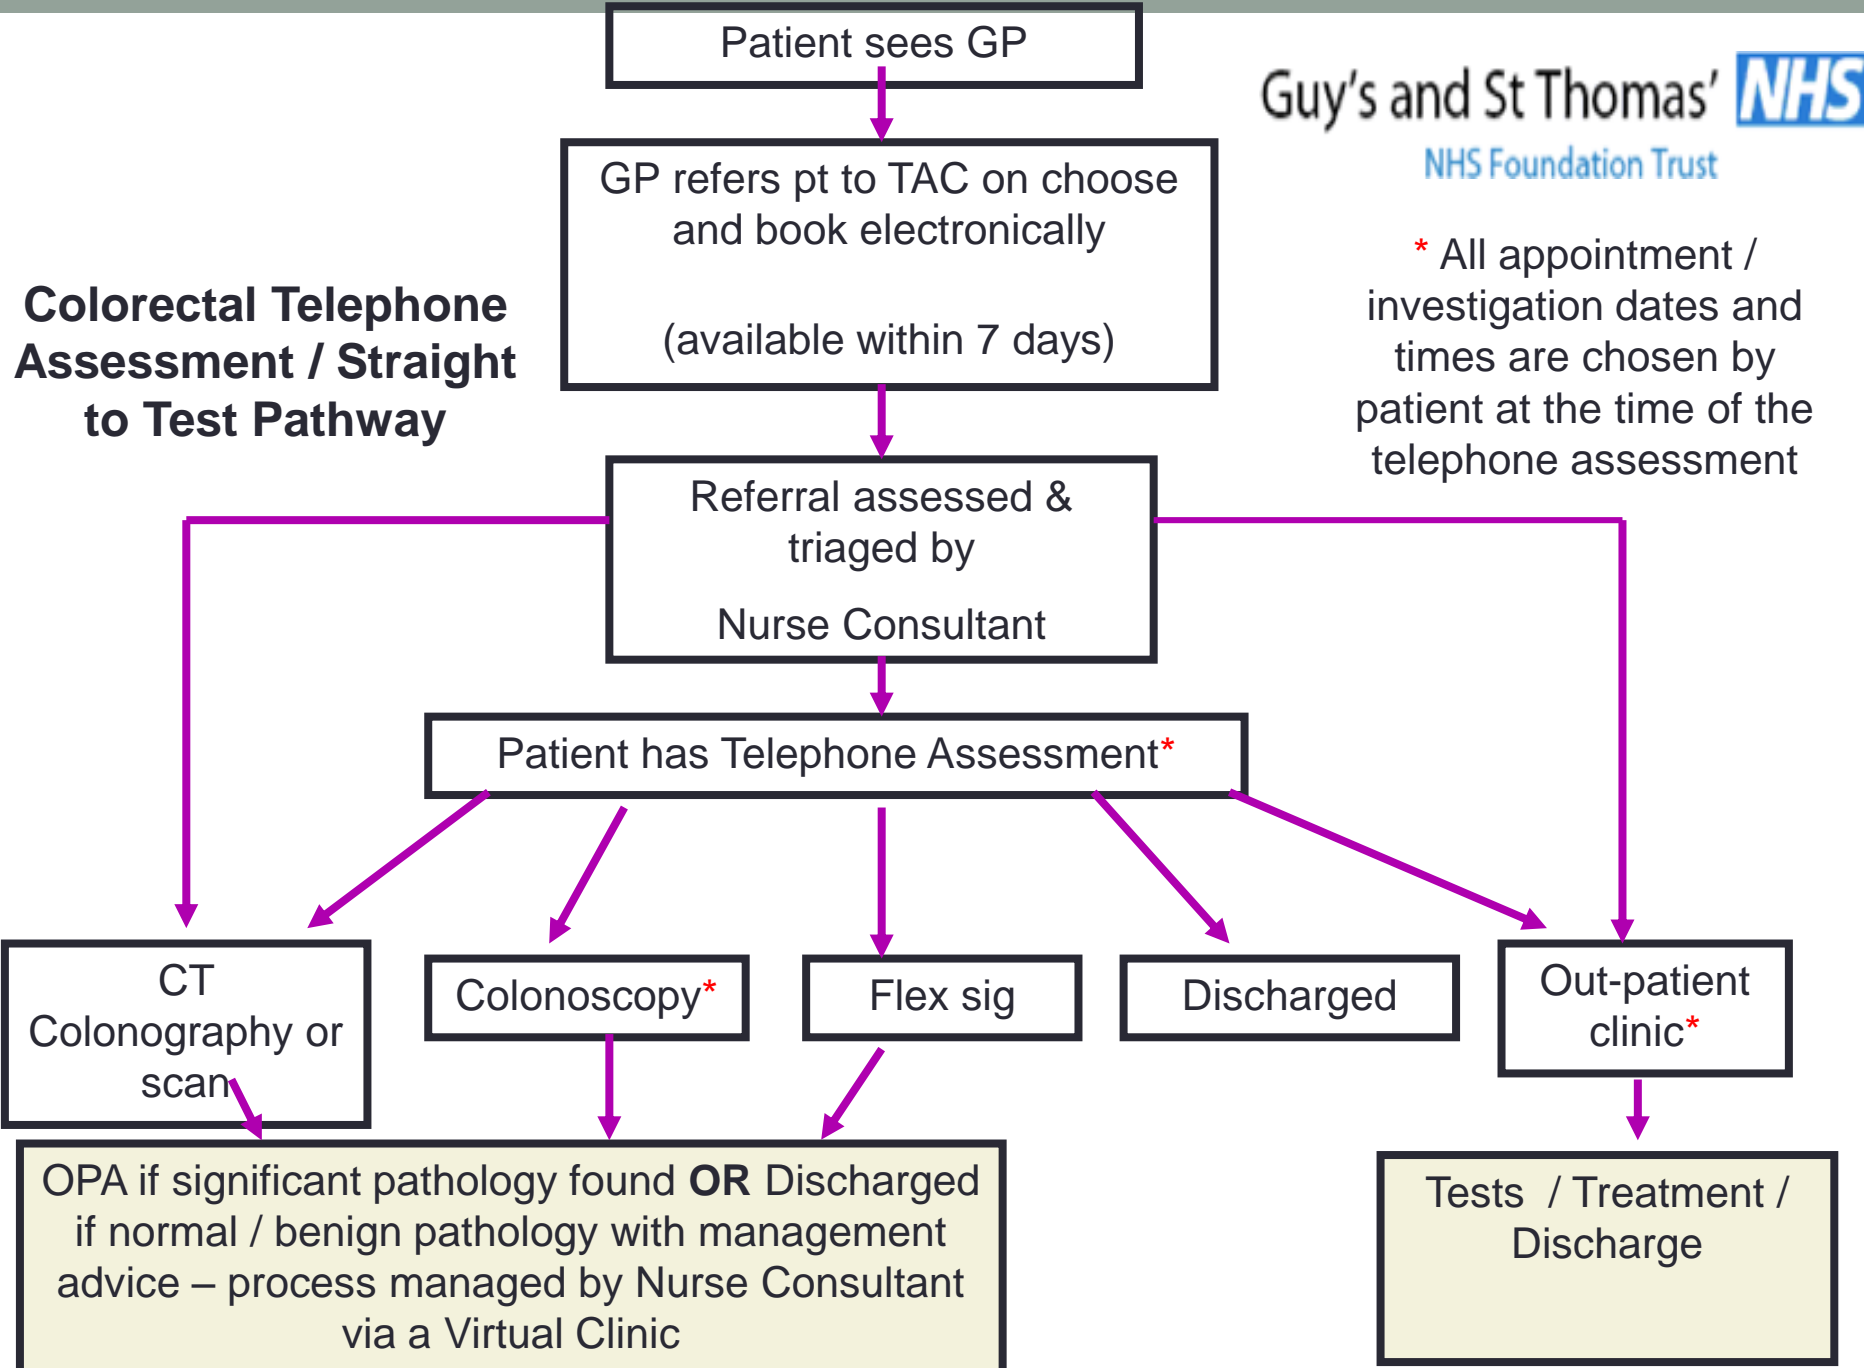 Patient sees GP
Guy's and St Thomas' NHS
NHS Foundation Trust
GP refers pt to TAC on choose
and book electronically
(available within 7 days)
* All appointment /
investigation dates and
times are chosen by
patient at the time of the
telephone assessment
Colorectal Telephone
Assessment / Straight
to Test Pathway
Referral assessed &
triaged by
Nurse Consultant
Patient has Telephone Assessment*
CT
Colonography or
scan
Colonoscopy*
Flex sig
Discharged
Out-patient
clinic*
OPA if significant pathology found OR Discharged
if normal / benign pathology with management
advice – process managed by Nurse Consultant
via a Virtual Clinic
Tests / Treatment /
Discharge